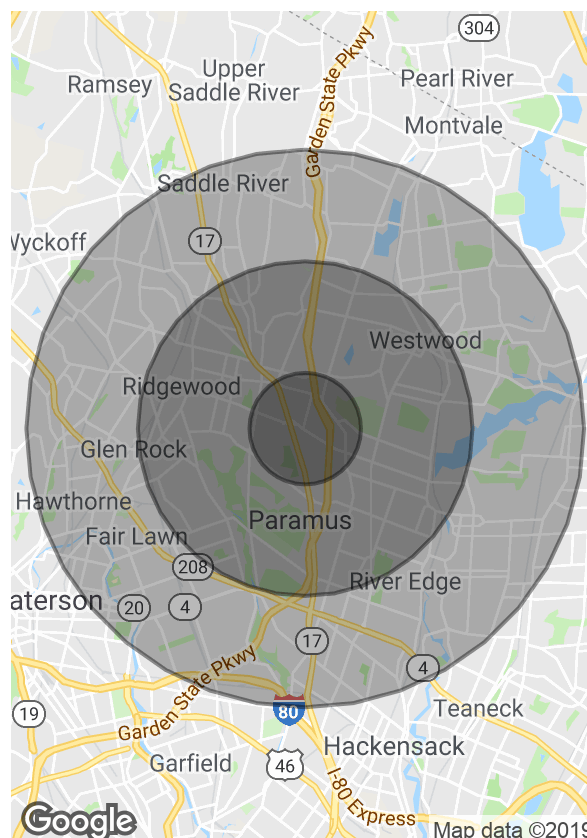 304
Ramsey
Upper
Saddle River
Garden State Pkwy
Pearl River
Montvale
Saddle River
Wyckoff
17
Westwood
Ridgewood
Glen Rock
Hawthorne
Paramus
Fair Lawn
208
River Edge
aterson
20
4
17
Garden State Pkwy
4
80
19
Teaneck
Hackensack
Garfield
46
I-80 Express
Google
Map data ©201